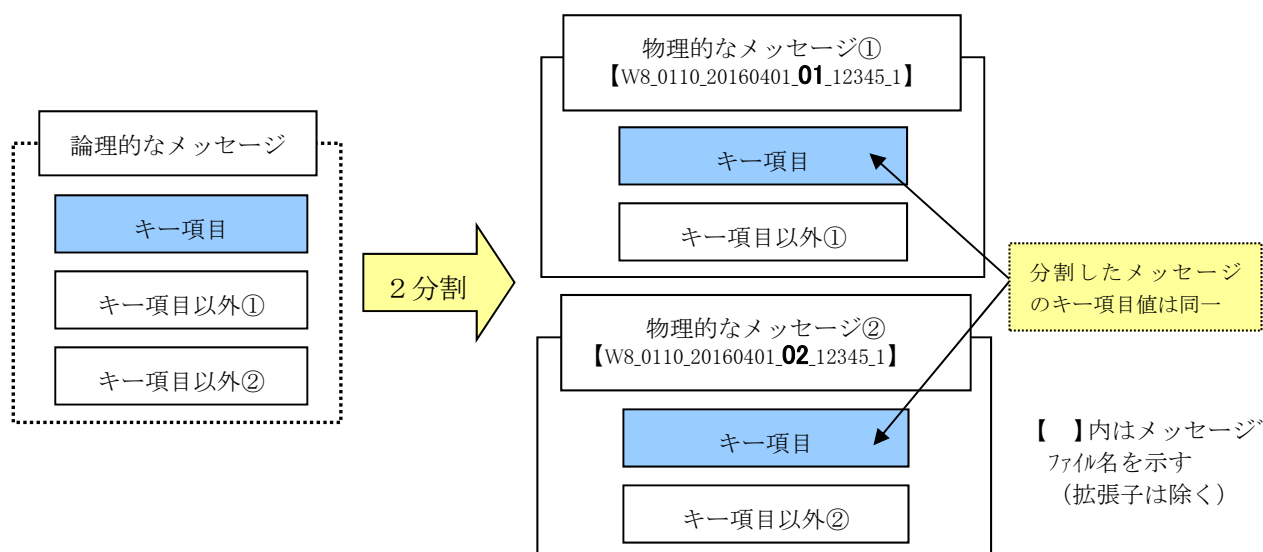 論理的なメッセージ
キー項目
キー項目以外①
キー項目以外②
２分割
物理的なメッセージ①
【W8_0110_20160401_01_12345_1】
キー項目
キー項目以外①
物理的なメッセージ②
【W8_0110_20160401_02_12345_1】
キー項目
キー項目以外②
分割したメッセージ
のキー項目値は同一
【　】内はメッセージ
ﾌｧｲﾙ名を示す
（拡張子は除く）